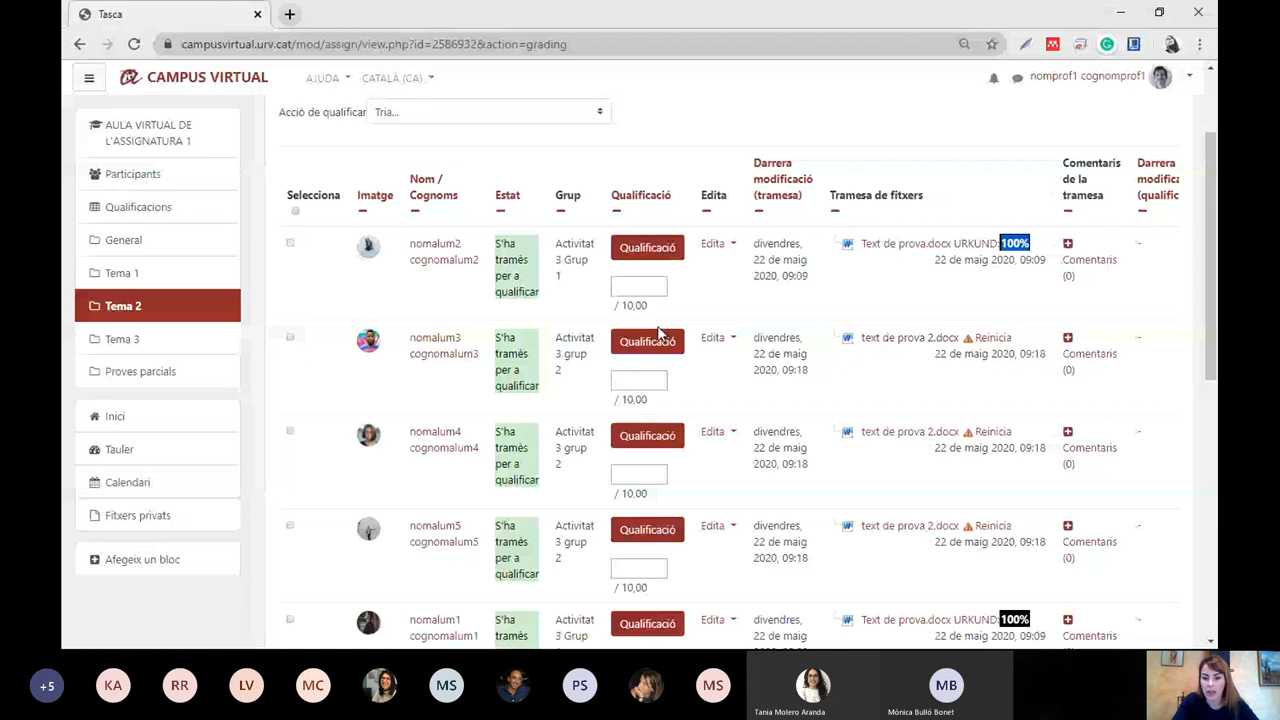 Tasca
campusvirtual.urv.cat/mod/assign/view.php?id=2586932&action=grading
CAMPUS VIRTUAL
AJUDA
CATALÀ (CA)
nomprof1 cognomprof1
AULA VIRTUAL DE
L'ASSIGNATURA 1
Participants
Qualificacions
General
Tema 1
Tema 2
Tema 3
Proves parcials
Inici
Tauler
Calendari
Fitxers privats
Afegeix un bloc
Acció de qualificar
Tria...
Selecciona
Imatge
Nom /
Cognoms
Estat
Grup
Qualificació
Edita
Darrera
modificació
(tramesa)
Tramesa de fitxers
Comentaris
de la
tramesa
Darrera
modifica
(qualific
nomalum2
cognomalum2
S'ha
tramès
per a
qualificar
Activitat
3 Grup
1
Qualificació
/ 10,00
Edita
divendres,
22 de maig
2020, 09:09
Text de prova.docx URKUND: 100%
22 de maig 2020, 09:09
Comentaris
(0)
-
nomalum3
cognomalum3
S'ha
tramès
per a
qualificar
Activitat
3 grup
2
Qualificació
/ 10,00
Edita
divendres,
22 de maig
2020, 09:18
text de prova 2.docx Reinicia
22 de maig 2020, 09:18
Comentaris
(0)
-
nomalum4
cognomalum4
S'ha
tramès
per a
qualificar
Activitat
3 grup
2
Qualificació
/ 10,00
Edita
divendres,
22 de maig
2020, 09:18
text de prova 2.docx Reinicia
22 de maig 2020, 09:18
Comentaris
(0)
-
nomalum5
cognomalum5
S'ha
tramès
per a
qualificar
Activitat
3 grup
2
Qualificació
/ 10,00
Edita
divendres,
22 de maig
2020, 09:18
text de prova 2.docx Reinicia
22 de maig 2020, 09:18
Comentaris
(0)
-
nomalum1
cognomalum1
S'ha
tramès
Activitat
3 Grup
Qualificació
Edita
divendres,
22 de maig
Text de prova.docx URKUND: 100%
22 de maig 2020, 09:09
Comentaris
-
+5
KA
RR
LV
MC
MS
PS
MS
Tania Molero Aranda
MB
Mònica Bulló Bonet